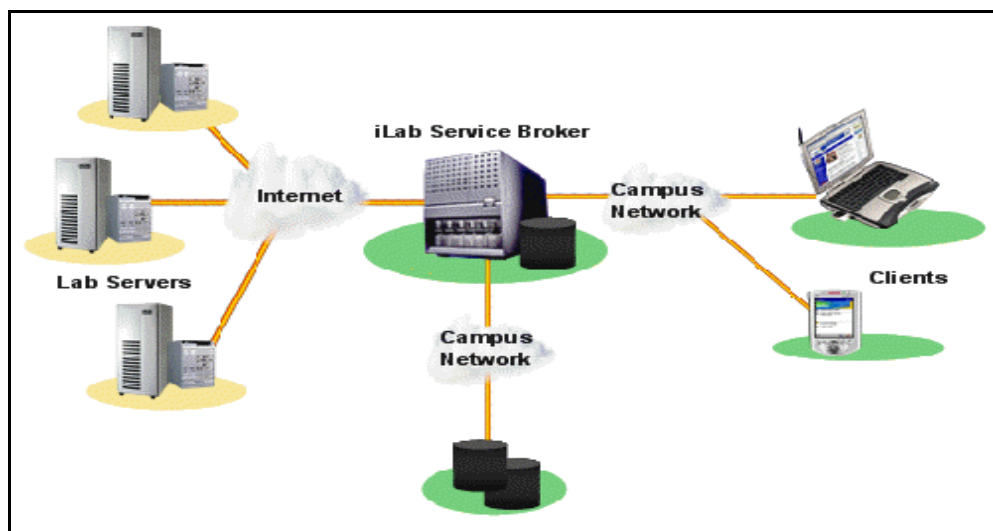 iLab Service Broker
Internet
Campus
Network
Lab Servers
Clients
Campus
Network